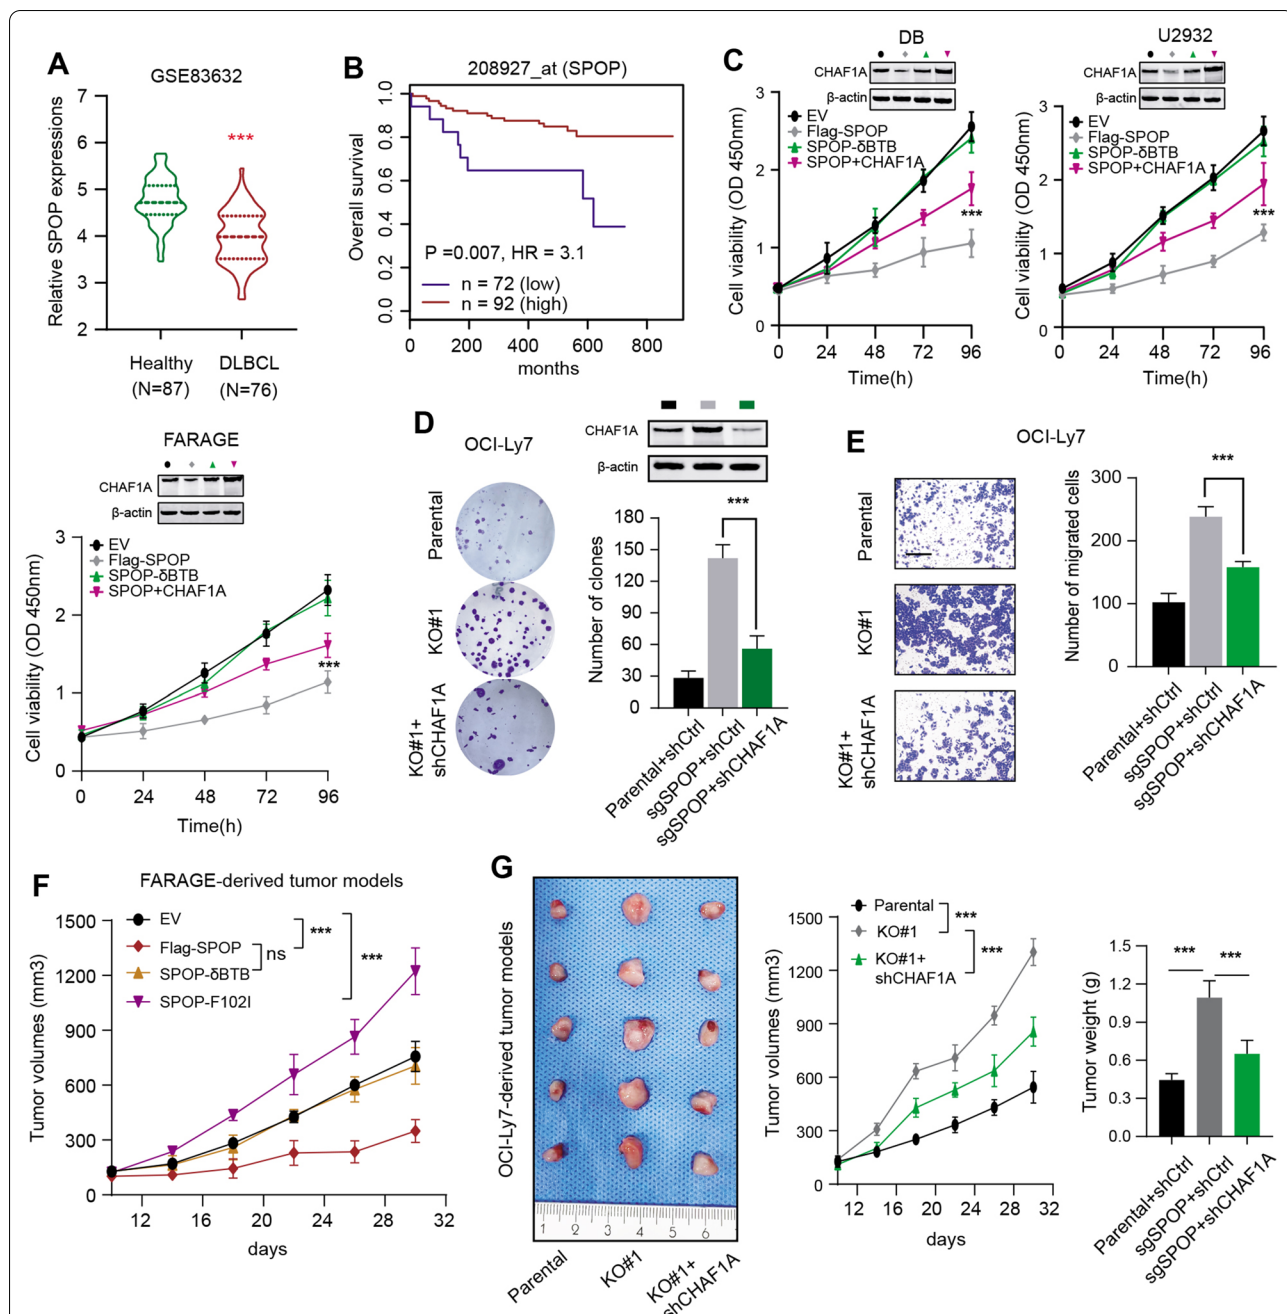 A
GSE83632
Relative SPOP expressions
7
6
5
4
3
2
***
Healthy
(N=87)
DLBCL
(N=76)
B
208927_at (SPOP)
Overall survival
1.0
0.8
0.6
0.4
0.2
0.0
P =0.007, HR = 3.1
n = 72 (low)
n = 92 (high)
0 200 400 600 800
months
C
DB
CHAF1A
β-actin
EV
Flag-SPOP
SPOP-δBTB
SPOP+CHAF1A
Cell viability (OD 450nm)
3
2
1
0
***
0 24 48 72 96
Time(h)
U2932
CHAF1A
β-actin
EV
Flag-SPOP
SPOP-δBTB
SPOP+CHAF1A
Cell viability (OD 450nm)
3
2
1
0
***
0 24 48 72 96
Time(h)
FARAGE
CHAF1A
β-actin
EV
Flag-SPOP
SPOP-δBTB
SPOP+CHAF1A
Cell viability (OD 450nm)
3
2
1
0
***
0 24 48 72 96
Time(h)
D
OCI-Ly7
Parental
KO#1
KO#1+
shCHAF1A
CHAF1A
β-actin
Number of clones
180
150
120
90
60
30
0
***
Parental+shCtrl
sgSPOP+shCtrl
sgSPOP+shCHAF1A
E
OCI-Ly7
Parental
KO#1
KO#1+
shCHAF1A
Number of migrated cells
300
200
100
0
***
Parental+shCtrl
sgSPOP+shCtrl
sgSPOP+shCHAF1A
F
FARAGE-derived tumor models
EV
Flag-SPOP
SPOP-δBTB
SPOP-F102I
ns
***
***
Tumor volumes (mm3)
1500
1200
900
600
300
0
12 16 20 24 28 32
days
G
OCI-Ly7-derived tumor models
1 2 3 4 5 6
Parental
KO#1
KO#1+
shCHAF1A
Parental
KO#1
KO#1+
shCHAF1A
***
***
Tumor volumes (mm3)
1500
1200
900
600
300
0
10 14 18 22 26 30
days
Tumor weight (g)
1.5
1.2
0.9
0.6
0.3
0.0
*** ***
Parental+shCtrl
sgSPOP+shCtrl
sgSPOP+shCHAF1A